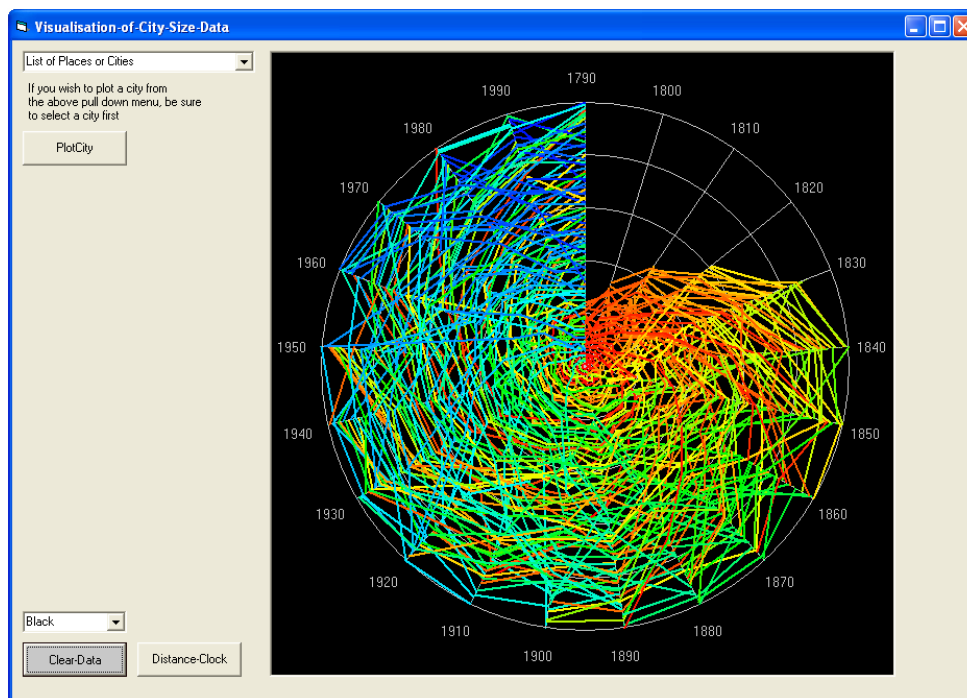 Visualisation-of-City-Size-Data
List of Places or Cities
If you wish to plot a city from
the above pull down menu, be sure
to select a city first
PlotCity
1790
1800
1810
1820
1830
1840
1850
1860
1870
1880
1890
1900
1910
1920
1930
1940
1950
1960
1970
1980
1990
Black
Clear-Data
Distance-Clock